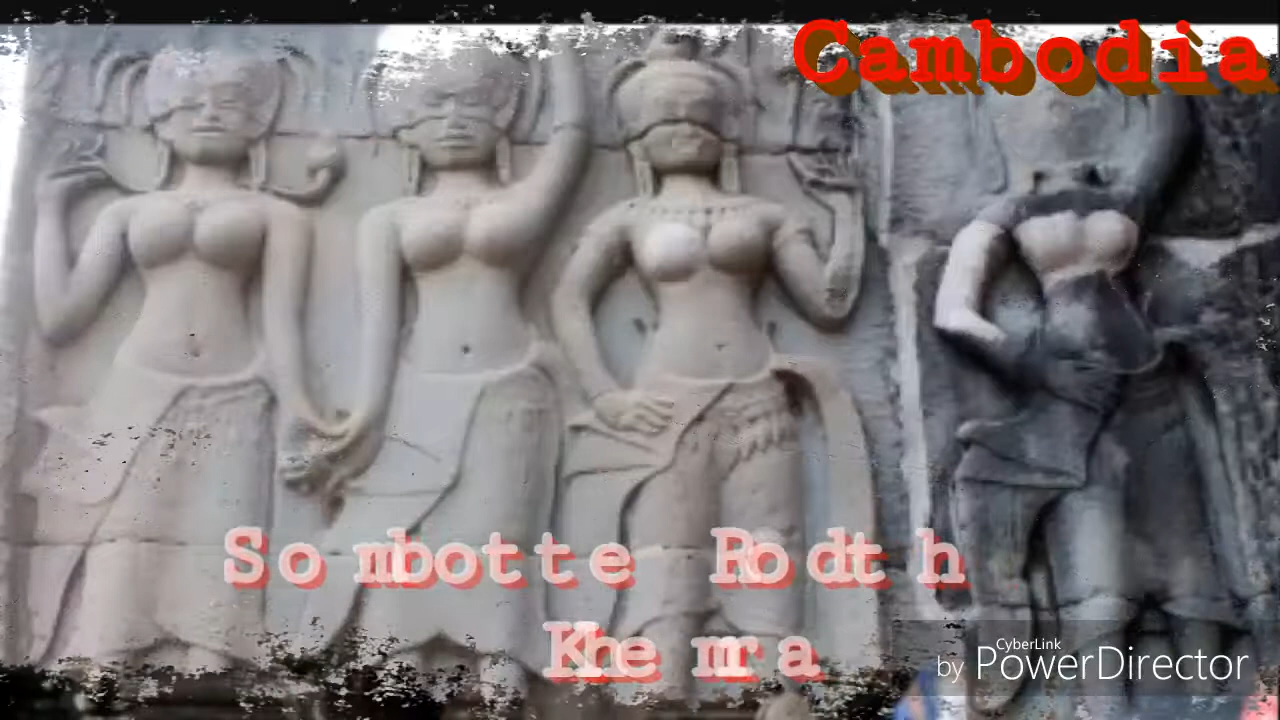 Cambodia
Sombotte Rodth
Khemra
CyberLink
by PowerDirector